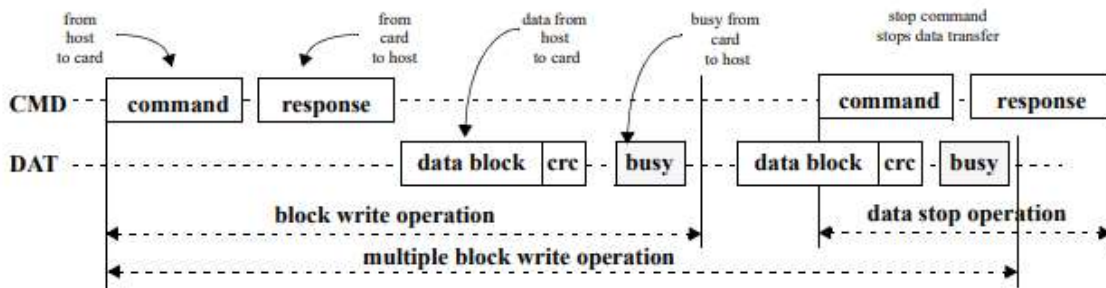 from
host
to card
from
card
to host
data from
host
to card
busy from
card
to host
stop command
stops data transfer
CMD
command
response
command
response
DAT
data block
crc
busy
data block
crc
busy
block write operation
data stop operation
multiple block write operation